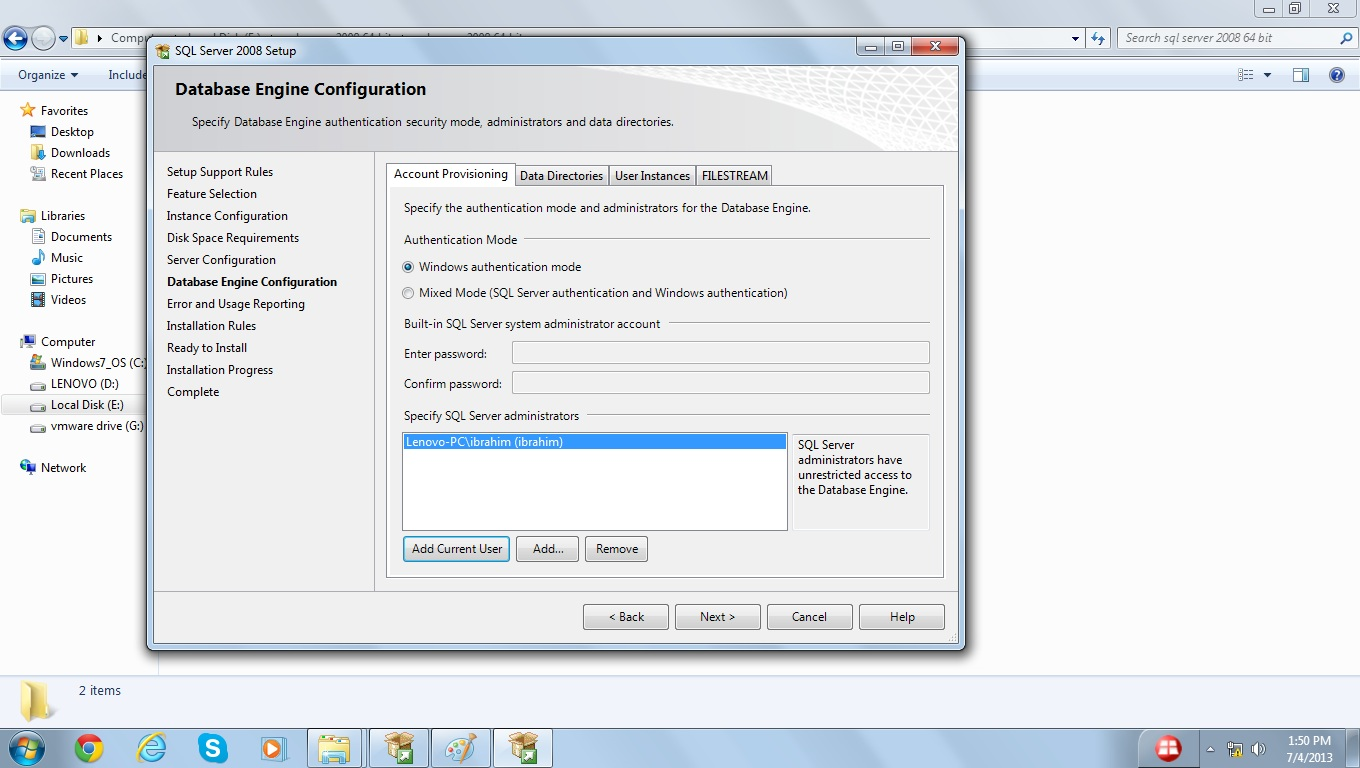 Search sql server 2008 64 bit
Organize
Include
Favorites
Desktop
Downloads
Recent Places
Libraries
Documents
Music
Pictures
Videos
Computer
Windows7_OS (C:)
LENOVO (D:)
Local Disk (E:)
vmware drive (G:)
Network
SQL Server 2008 Setup
Database Engine Configuration
Specify Database Engine authentication security mode, administrators and data directories.
Setup Support Rules
Feature Selection
Instance Configuration
Disk Space Requirements
Server Configuration
Database Engine Configuration
Error and Usage Reporting
Installation Rules
Ready to Install
Installation Progress
Complete
Account Provisioning
Data Directories
User Instances
FILESTREAM
Specify the authentication mode and administrators for the Database Engine.
Authentication Mode
Windows authentication mode
Mixed Mode (SQL Server authentication and Windows authentication)
Built-in SQL Server system administrator account
Enter password:
Confirm password:
Specify SQL Server administrators
Lenovo-PC\ibrahim (ibrahim)
SQL Server
administrators have
unrestricted access to
the Database Engine.
Add Current User
Add...
Remove
< Back
Next >
Cancel
Help
2 items
1:50 PM
7/4/2013